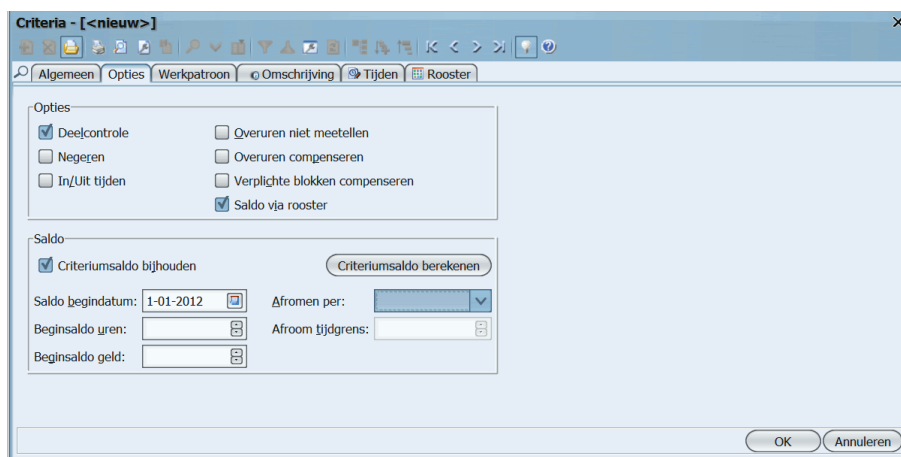 Criteria - [<nieuw>]
Algemeen Opties Werkpatroon Omschrijving Tijden Rooster
Opties
Deelcontrole Overuren niet meetellen
Negeren Overuren compenseren
In/Uit tijden Verplichte blokken compenseren
Saldo via rooster
Saldo
Criteriumsaldo bijhouden Criteriumsaldo berekenen
Saldo begindatum: 1-01-2012 Afromen per:
Beginsaldo uren: Afroom tijdgrens:
Beginsaldo geld:
OK Annuleren